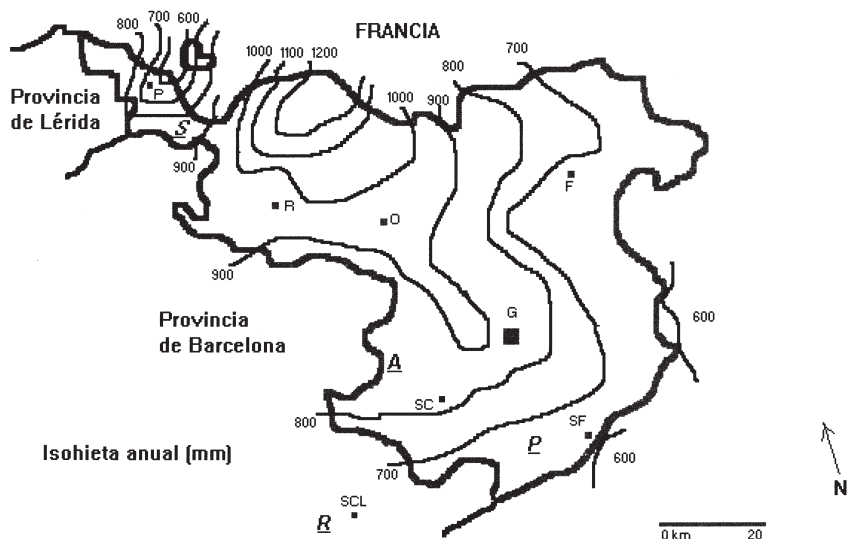 FRANCIA
800
700
600
1000
1100
1200
800
700
Provincia
de Lérida
P
S
900
1000
900
F
R
O
900
G
600
Provincia
de Barcelona
A
SC
800
SF
P
Isohieta anual (mm)
700
600
N
SCL
R
0 km 20